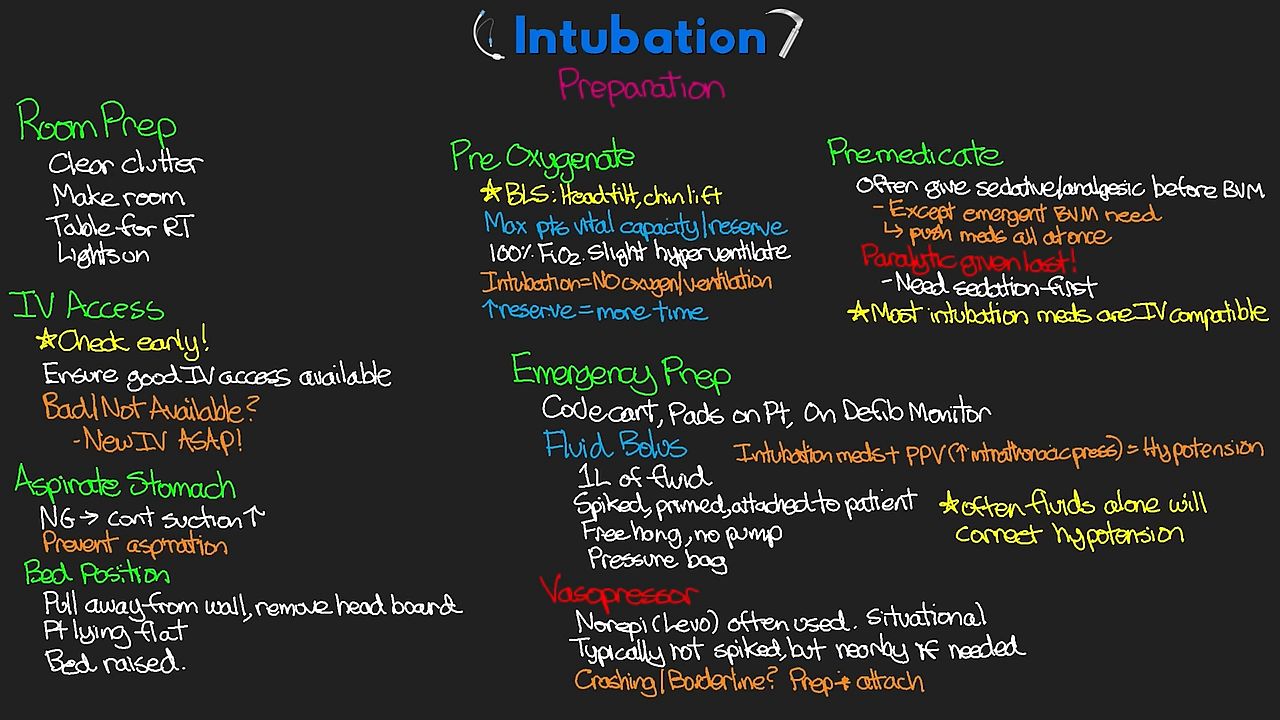 Intubation
Preparation
Room Prep
Clear clutter
Make room
Table for RT
Lights on
IV Access
★Check early!
Ensure good IV access available
Bad/Not Available?
-New IV ASAP!
Aspirate Stomach
NG → cont suction↑
Prevent aspiration
Bed Position
Pull away from wall, remove head board
Pt lying flat
Bed raised.
Pre Oxygenate
★BLS: Head tilt, chin lift
Max pts vital capacity/reserve
100% FiO2. Slight hyperventilate
Intubation=NO oxygen/ventilation
↑reserve = more time
Premedicate
Often give sedative/analgesic before BVM
- Except emergent BVM need
↳ push meds all at once
Paralytic given last!
-Need sedation first
★Most intubation meds are IV compatible
Emergency Prep
Code cart, Pads on Pt, On Defib Monitor
Fluid Bolus
Intubation meds + PPV (↑intrathoracic press) = Hypotension
1L of fluid
Spiked, primed, attached to patient
Free hang, no pump
Pressure bag
★often fluids alone will
correct hypotension
Vasopressor
Norepi (Levo) often used. Situational
Typically not spiked, but nearby if needed
Crashing/Borderline? Prep + attach